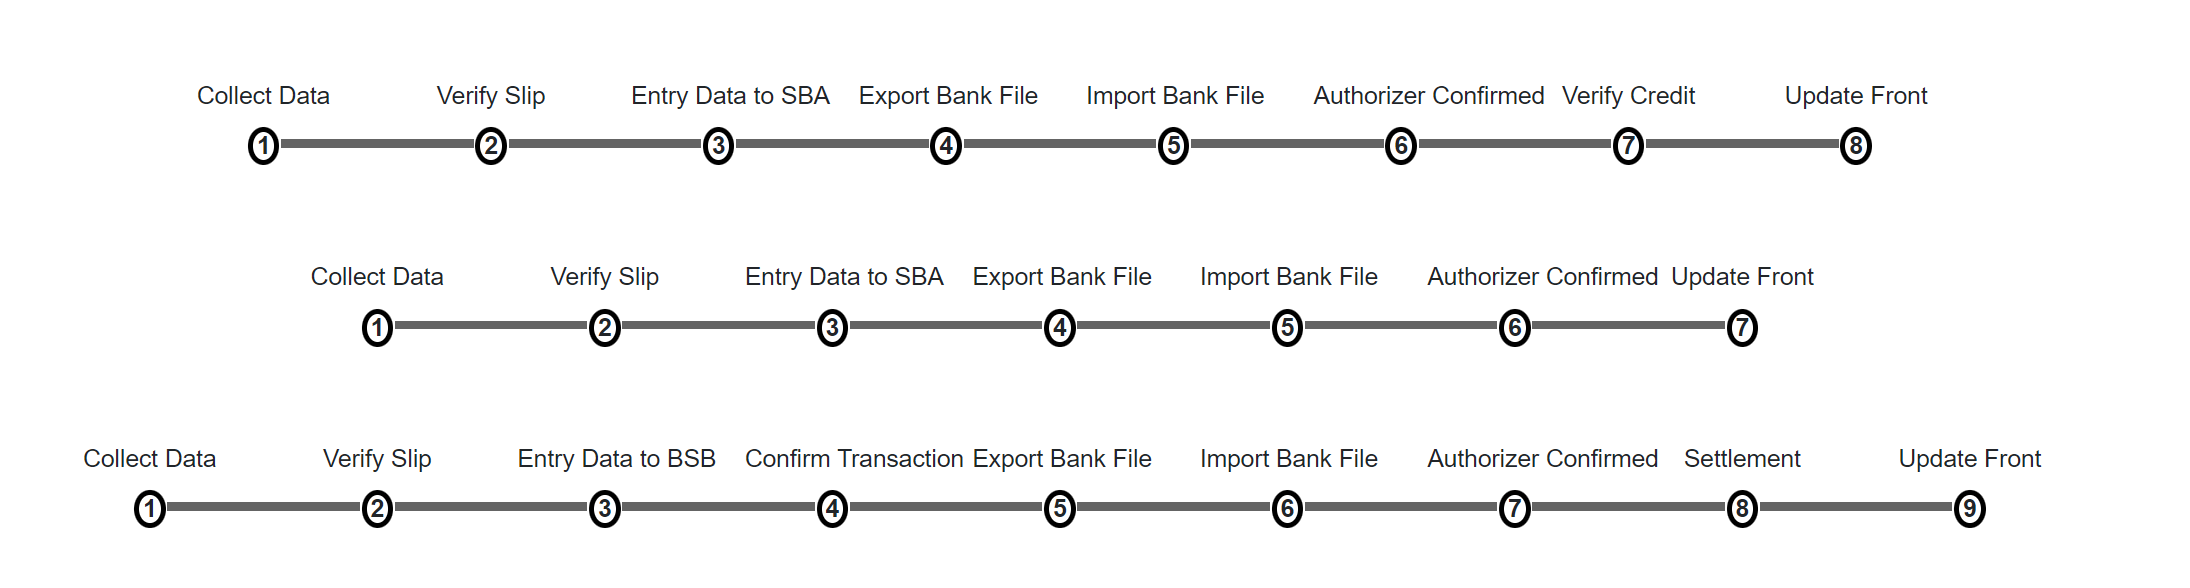 Collect Data Verify Slip Entry Data to SBA Export Bank File Import Bank File Authorizer Confirmed Verify Credit Update Front
1 2 3 4 5 6 7 8
Collect Data Verify Slip Entry Data to SBA Export Bank File Import Bank File Authorizer Confirmed Update Front
1 2 3 4 5 6 7
Collect Data Verify Slip Entry Data to BSB Confirm Transaction Export Bank File Import Bank File Authorizer Confirmed Settlement Update Front
1 2 3 4 5 6 7 8 9